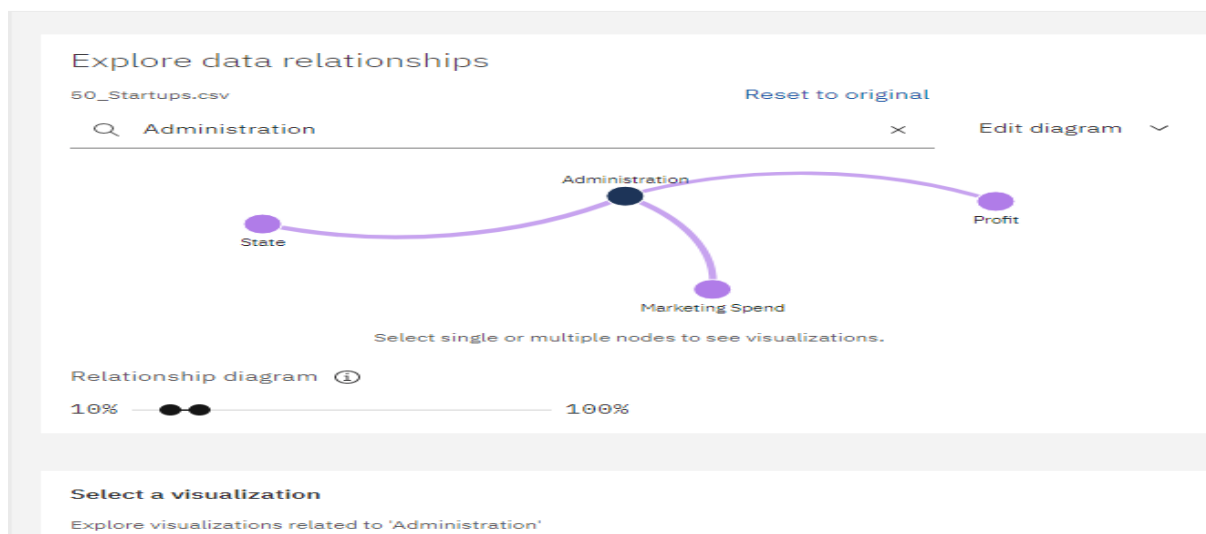 Explore data relationships
50_Startups.csv
Reset to original
Administration
Edit diagram
Administration
State
Profit
Marketing Spend
Select single or multiple nodes to see visualizations.
Relationship diagram
10% 100%
Select a visualization
Explore visualizations related to 'Administration'